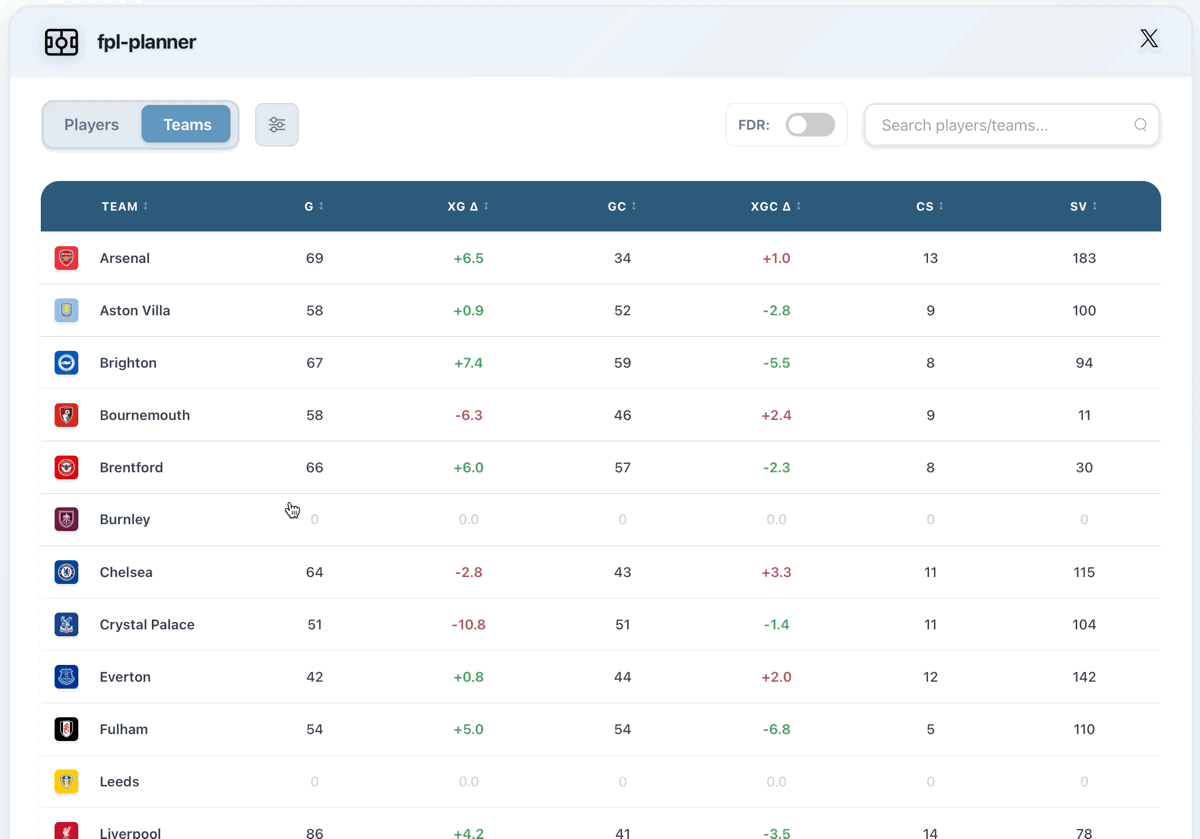 fpl-planner
Players Teams FDR: Search players/teams...
TEAM ↕ G ↕ XG Δ ↕ GC ↕ XGC Δ ↕ CS ↕ SV ↕
Arsenal 69 +6.5 34 +1.0 13 183
Aston Villa 58 +0.9 52 -2.8 9 100
Brighton 67 +7.4 59 -5.5 8 94
Bournemouth 58 -6.3 46 +2.4 9 11
Brentford 66 +6.0 57 -2.3 8 30
Burnley 0 0.0 0 0.0 0 0
Chelsea 64 -2.8 43 +3.3 11 115
Crystal Palace 51 -10.8 51 -1.4 11 104
Everton 42 +0.8 44 +2.0 12 142
Fulham 54 +5.0 54 -6.8 5 110
Leeds 0 0.0 0 0.0 0 0
Liverpool 86 +4.2 41 -3.5 14 78